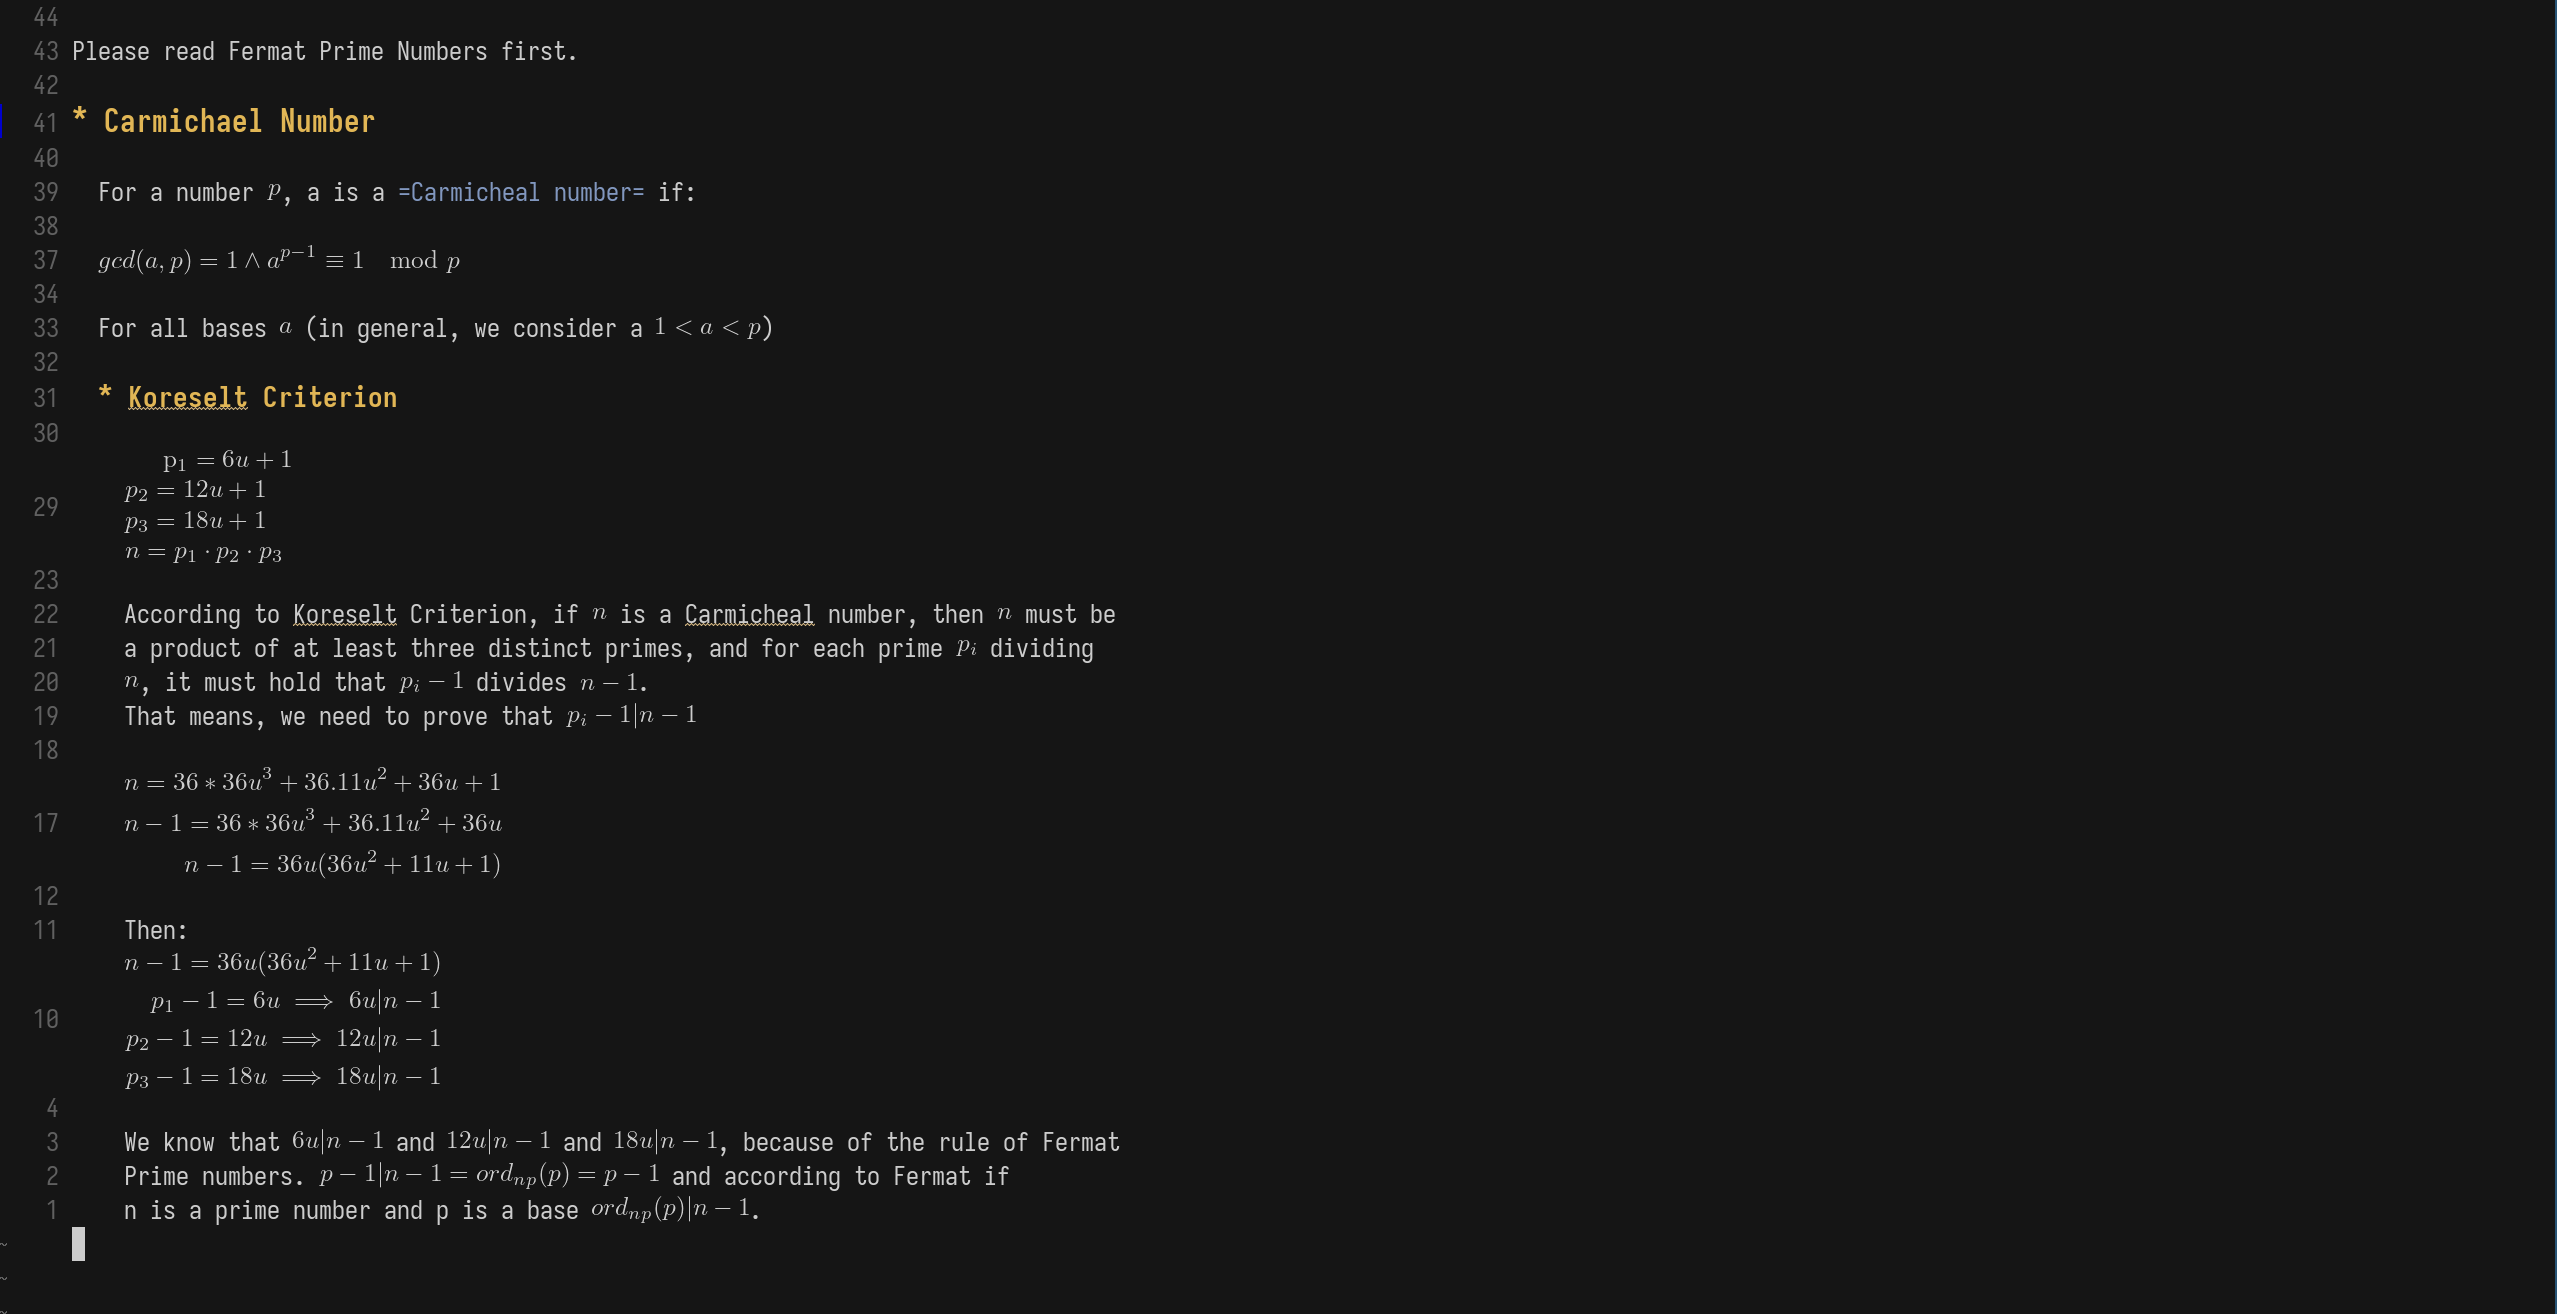 44
43 Please read Fermat Prime Numbers first.
42
41 * Carmichael Number
40
39 For a number p, a is a =Carmicheal number= if:
38
37 gcd(a, p) = 1 ∧ a^{p−1} ≡ 1 mod p
34
33 For all bases a (in general, we consider a 1 < a < p)
32
31 * Koreselt Criterion
30
p₁ = 6u + 1
p₂ = 12u + 1
29
p₃ = 18u + 1
n = p₁ · p₂ · p₃
23
22 According to Koreselt Criterion, if n is a Carmicheal number, then n must be
21 a product of at least three distinct primes, and for each prime pᵢ dividing
20 n, it must hold that pᵢ − 1 divides n − 1.
19 That means, we need to prove that pᵢ − 1|n − 1
18
n = 36 * 36u³ + 36.11u² + 36u + 1
17 n − 1 = 36 * 36u³ + 36.11u² + 36u
n − 1 = 36u(36u² + 11u + 1)
12
11 Then:
n − 1 = 36u(36u² + 11u + 1)
p₁ − 1 = 6u ⟹ 6u|n − 1
10
p₂ − 1 = 12u ⟹ 12u|n − 1
p₃ − 1 = 18u ⟹ 18u|n − 1
4
3 We know that 6u|n − 1 and 12u|n − 1 and 18u|n − 1, because of the rule of Fermat
2 Prime numbers. p − 1|n − 1 = ord_{np}(p) = p − 1 and according to Fermat if
1 n is a prime number and p is a base ord_{np}(p)|n − 1.
~
~
~